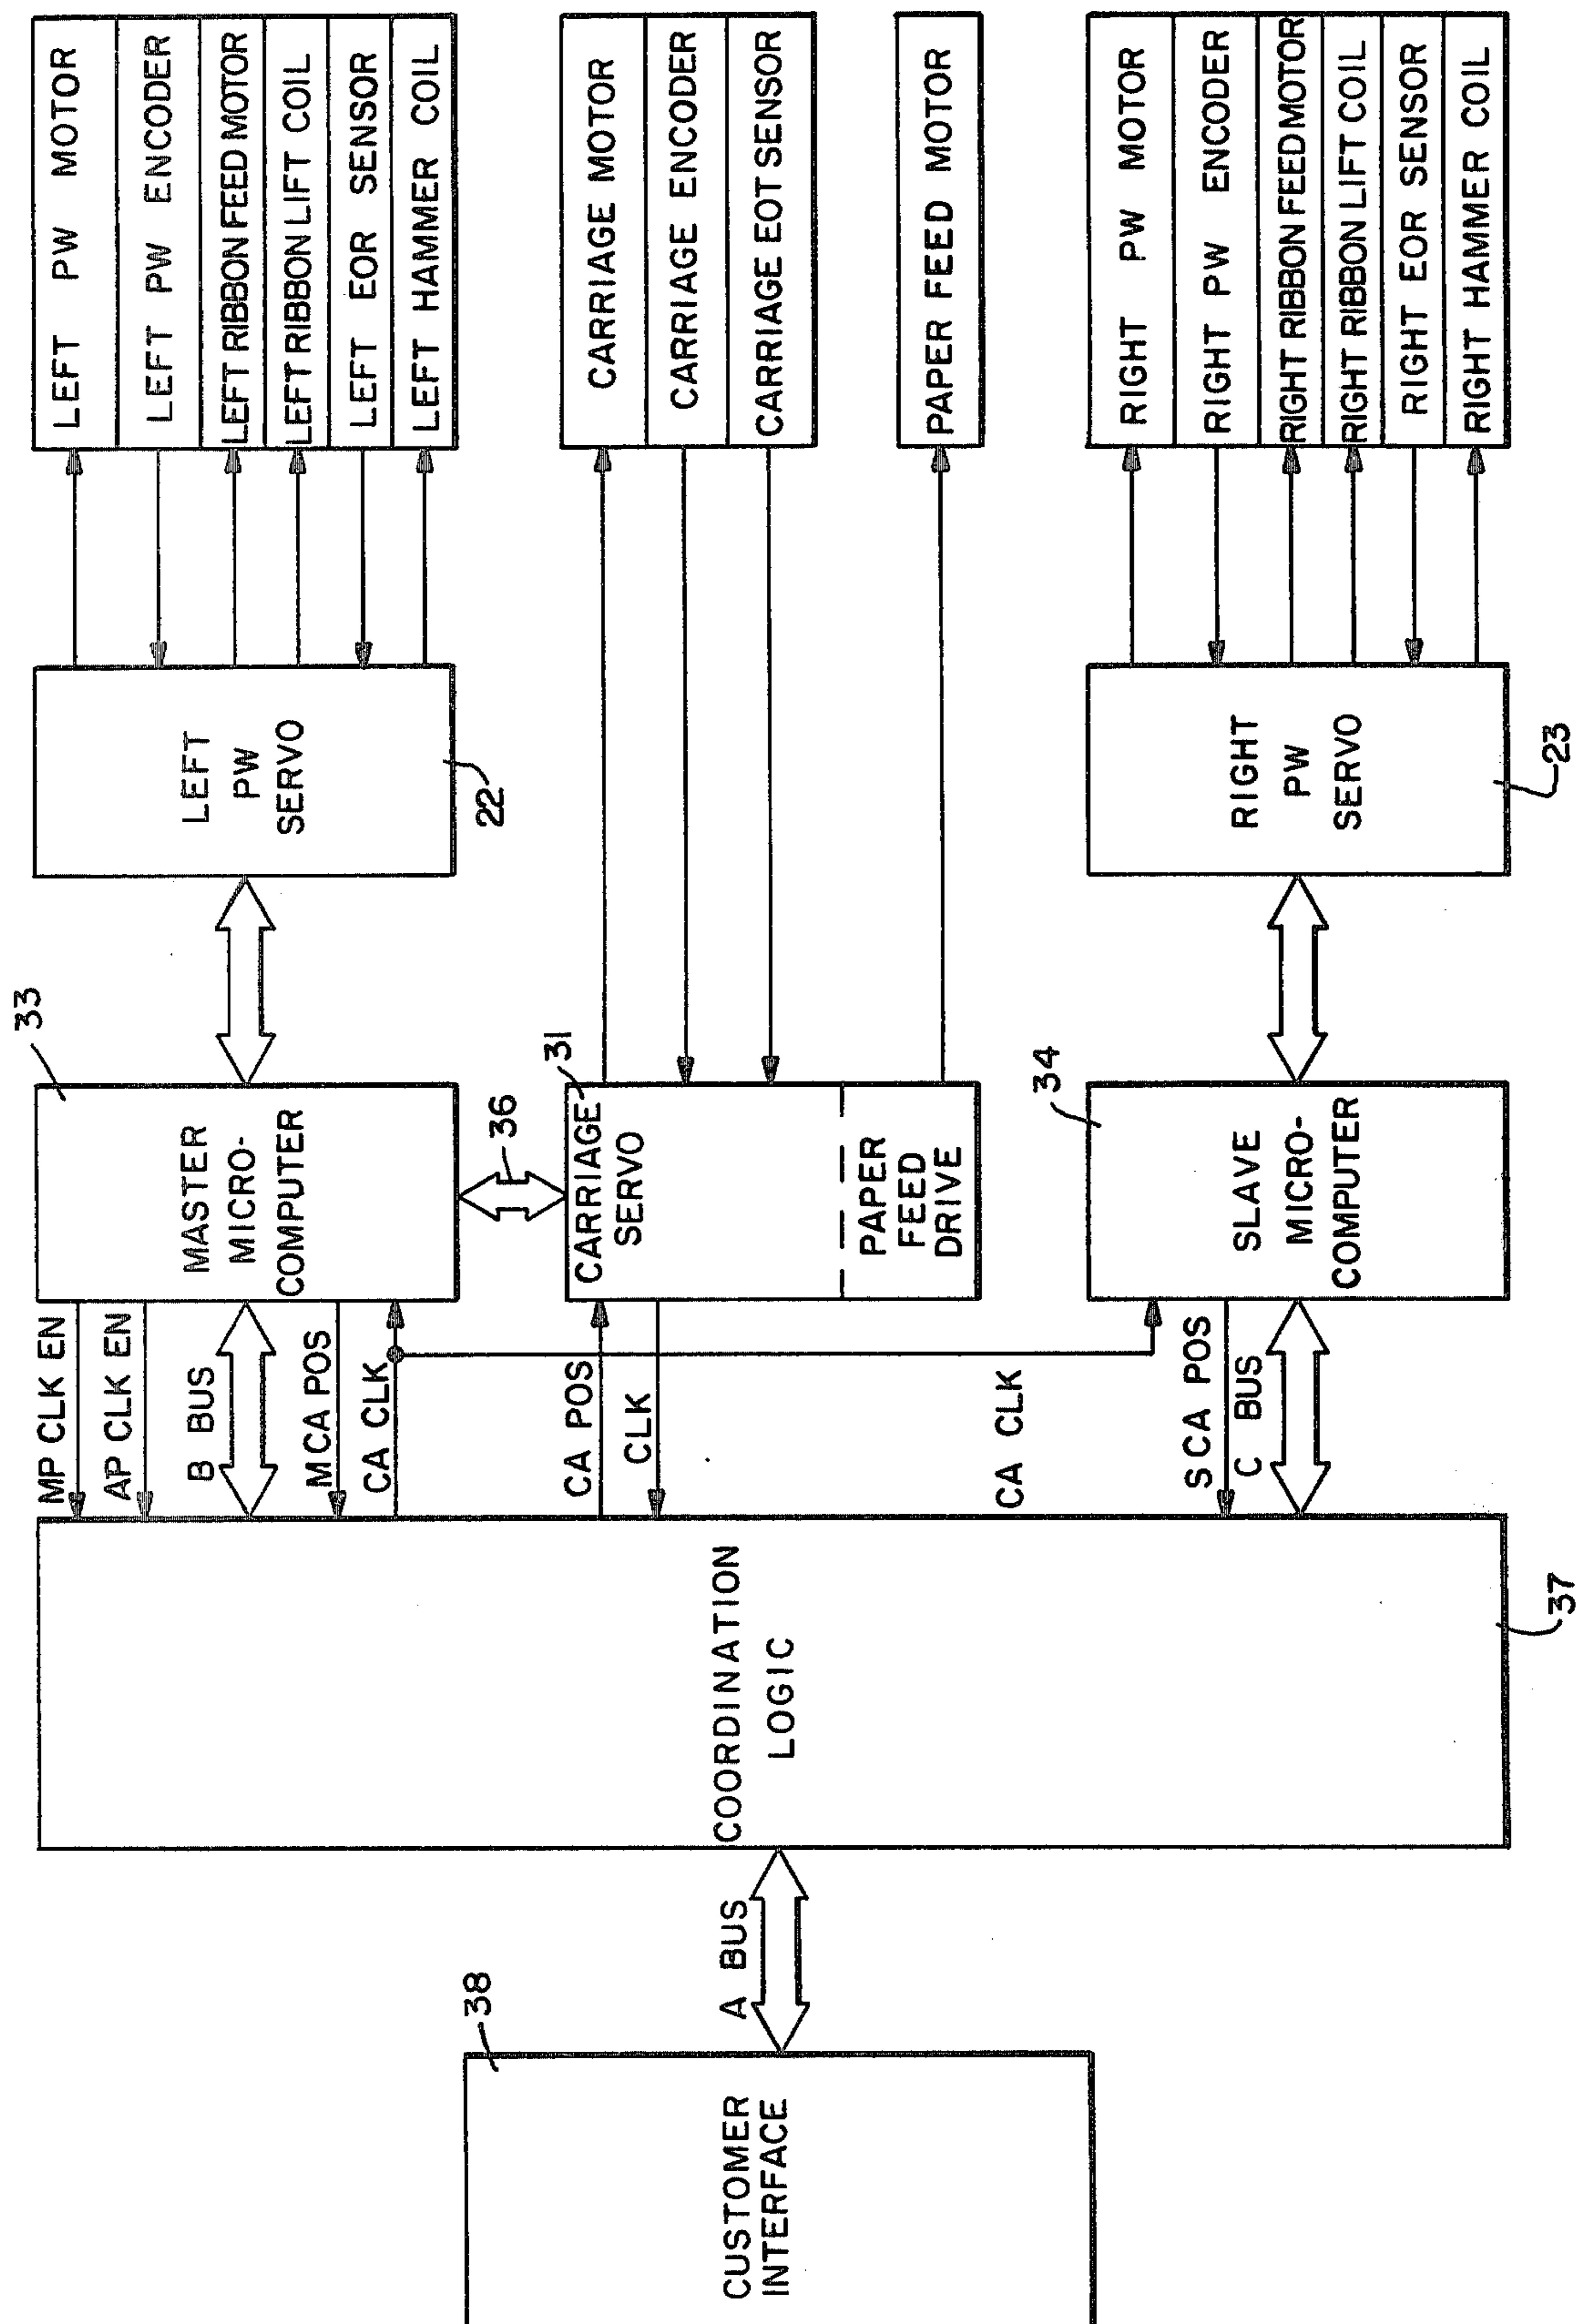 CUSTOMER
INTERFACE
38
A BUS
COORDINATION
LOGIC
37
MP CLK EN
AP CLK EN
B BUS
MCA POS
CA CLK
CA POS
CLK
CA CLK
SCA POS
C BUS
MASTER
MICRO-
COMPUTER
33
36
CARRIAGE
SERVO
31
PAPER
FEED
DRIVE
SLAVE
MICRO-
COMPUTER
34
LEFT
PW
SERVO
22
RIGHT
PW
SERVO
23
LEFT PW MOTOR
LEFT PW ENCODER
LEFT RIBBON FEED MOTOR
LEFT RIBBON LIFT COIL
LEFT EOR SENSOR
LEFT HAMMER COIL
CARRIAGE MOTOR
CARRIAGE ENCODER
CARRIAGE EOT SENSOR
PAPER FEED MOTOR
RIGHT PW MOTOR
RIGHT PW ENCODER
RIGHT RIBBON FEED MOTOR
RIGHT RIBBON LIFT COIL
RIGHT EOR SENSOR
RIGHT HAMMER COIL